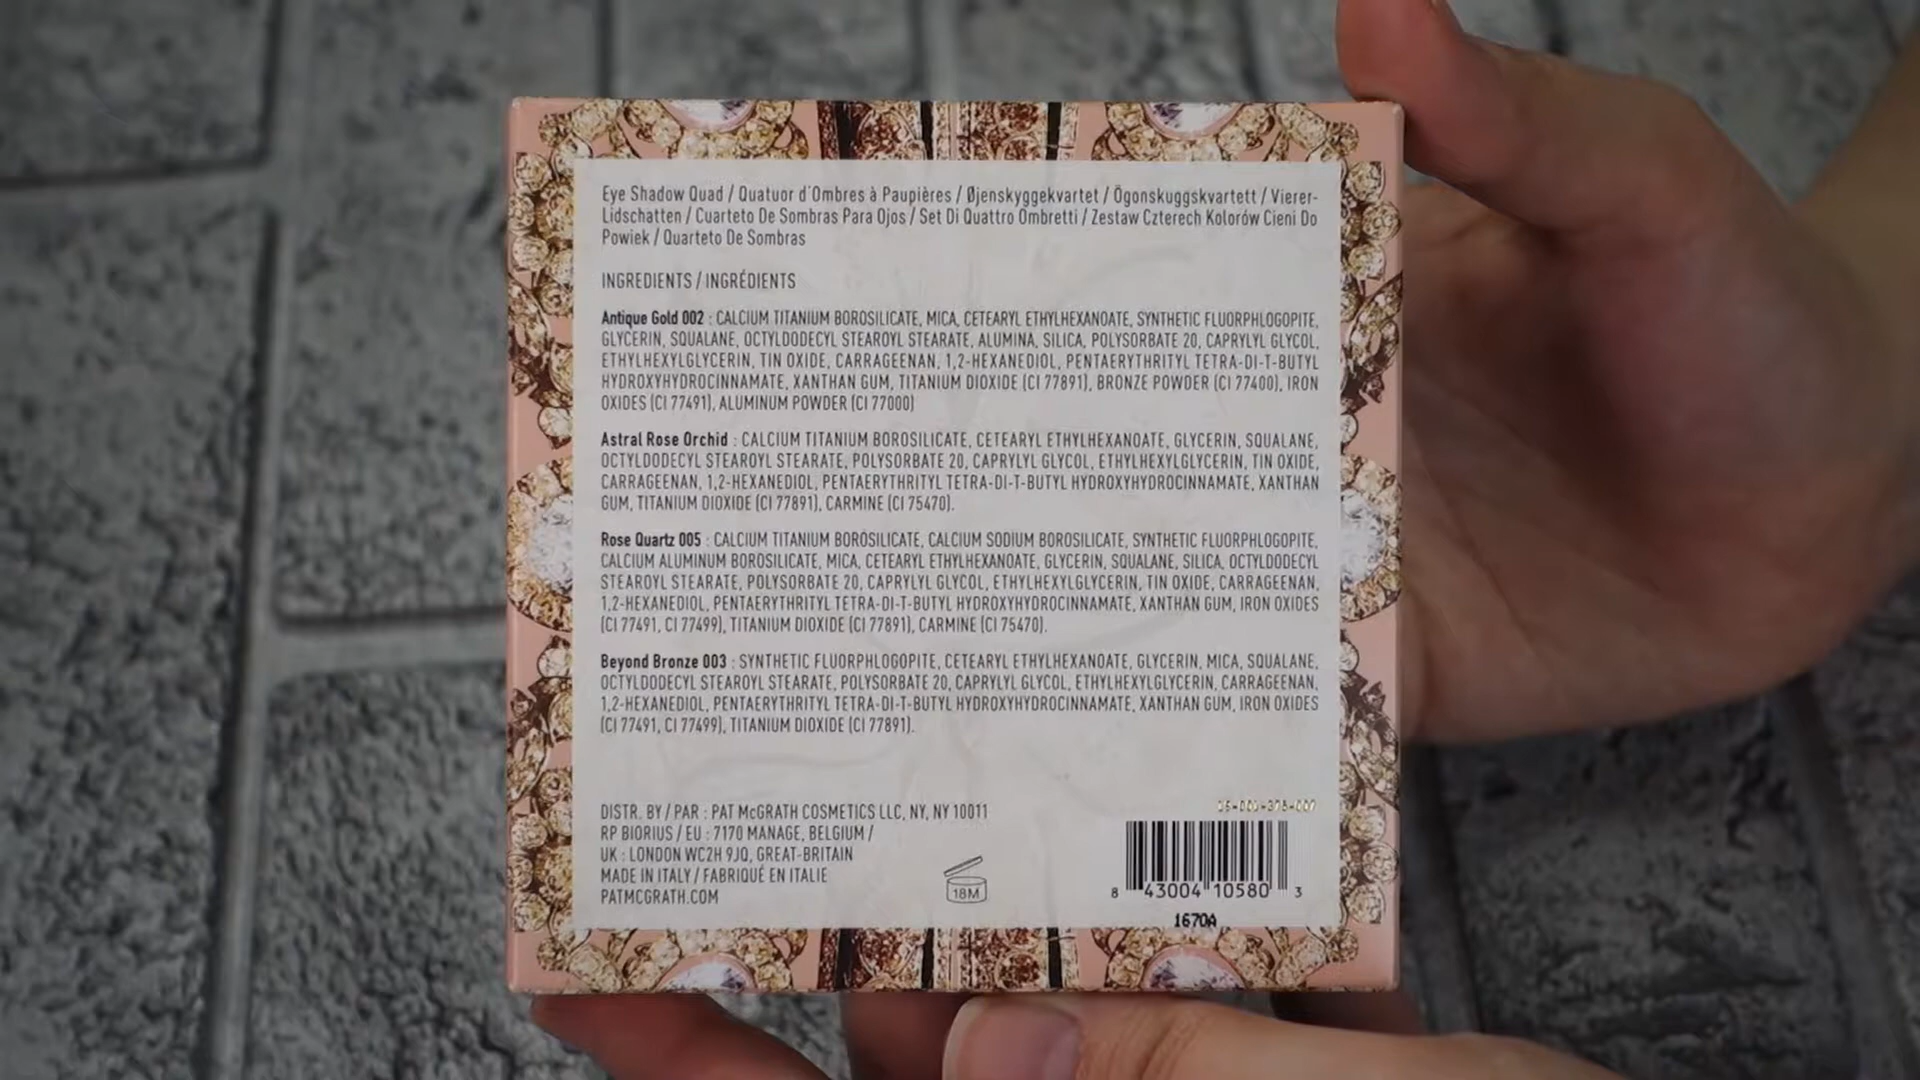 Eye Shadow Quad / Quatuor d'Ombres à Paupières / Øjenskyggekvartet / Ögonskuggskvartett / Vierer-
Lidschatten / Cuarteto De Sombras Para Ojos / Set Di Quattro Ombretti / Zestaw Czterech Kolorów Cieni Do
Powiek / Quarteto De Sombras
INGREDIENTS / INGRÉDIENTS
Antique Gold 002 : CALCIUM TITANIUM BOROSILICATE, MICA, CETEARYL ETHYLHEXANOATE, SYNTHETIC FLUORPHLOGOPITE,
GLYCERIN, SQUALANE, OCTYLDODECYL STEAROYL STEARATE, ALUMINA, SILICA, POLYSORBATE 20, CAPRYLYL GLYCOL,
ETHYLHEXYLGLYCERIN, TIN OXIDE, CARRAGEENAN, 1,2-HEXANEDIOL, PENTAERYTHRITYL TETRA-DI-T-BUTYL
HYDROXYHYDROCINNAMATE, XANTHAN GUM, TITANIUM DIOXIDE (CI 77891), BRONZE POWDER (CI 77400), IRON
OXIDES (CI 77491), ALUMINUM POWDER (CI 77000)
Astral Rose Orchid : CALCIUM TITANIUM BOROSILICATE, CETEARYL ETHYLHEXANOATE, GLYCERIN, SQUALANE,
OCTYLDODECYL STEAROYL STEARATE, POLYSORBATE 20, CAPRYLYL GLYCOL, ETHYLHEXYLGLYCERIN, TIN OXIDE,
CARRAGEENAN, 1,2-HEXANEDIOL, PENTAERYTHRITYL TETRA-DI-T-BUTYL HYDROXYHYDROCINNAMATE, XANTHAN
GUM, TITANIUM DIOXIDE (CI 77891), CARMINE (CI 75470).
Rose Quartz 005 : CALCIUM TITANIUM BOROSILICATE, CALCIUM SODIUM BOROSILICATE, SYNTHETIC FLUORPHLOGOPITE,
CALCIUM ALUMINUM BOROSILICATE, MICA, CETEARYL ETHYLHEXANOATE, GLYCERIN, SQUALANE, SILICA, OCTYLDODECYL
STEAROYL STEARATE, POLYSORBATE 20, CAPRYLYL GLYCOL, ETHYLHEXYLGLYCERIN, TIN OXIDE, CARRAGEENAN,
1,2-HEXANEDIOL, PENTAERYTHRITYL TETRA-DI-T-BUTYL HYDROXYHYDROCINNAMATE, XANTHAN GUM, IRON OXIDES
(CI 77491, CI 77499), TITANIUM DIOXIDE (CI 77891), CARMINE (CI 75470).
Beyond Bronze 003 : SYNTHETIC FLUORPHLOGOPITE, CETEARYL ETHYLHEXANOATE, GLYCERIN, MICA, SQUALANE,
OCTYLDODECYL STEAROYL STEARATE, POLYSORBATE 20, CAPRYLYL GLYCOL, ETHYLHEXYLGLYCERIN, CARRAGEENAN,
1,2-HEXANEDIOL, PENTAERYTHRITYL TETRA-DI-T-BUTYL HYDROXYHYDROCINNAMATE, XANTHAN GUM, IRON OXIDES
(CI 77491, CI 77499), TITANIUM DIOXIDE (CI 77891).
DISTR. BY / PAR : PAT McGRATH COSMETICS LLC, NY, NY 10011
RP BIORIUS / EU : 7170 MANAGE, BELGIUM /
UK : LONDON WC2H 9JQ, GREAT-BRITAIN
MADE IN ITALY / FABRIQUÉ EN ITALIE
PATMCGRATH.COM
18M
8 43004 10580 3
1670A